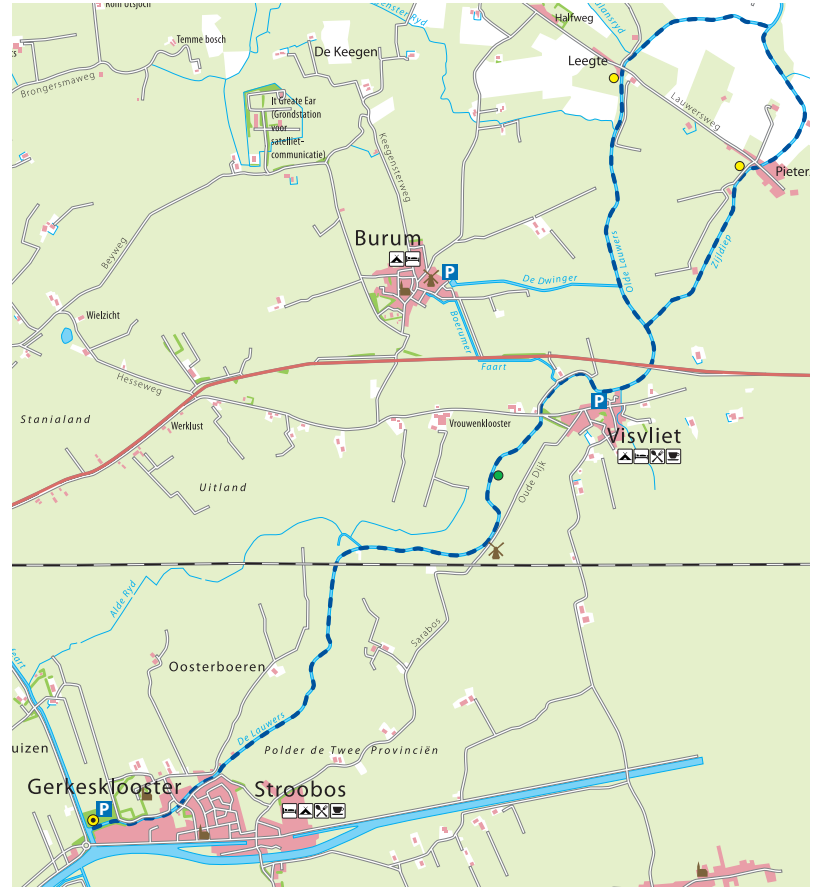 Halfweg
Temme bosch
De Keegen
Leegte
Brongersmaweg
It Greate Ear
(Grondstation
voor
satelliet-
communicatie)
Lauwersweg
Keegensterweg
Pieter
Burum
P
Beyweg
De Dwinger
Olde Lauwers
Zijldiep
Wielzicht
Boerumer
Faart
Hesseweg
P
Stanialand
Werklust
Vrouwenklooster
Visvliet
Uitland
Oude Dijk
Alde Ryd
Sarabos
Oosterboeren
De Lauwers
uizen
Polder de Twee Provinciën
Gerkesklooster
Stroobos
P